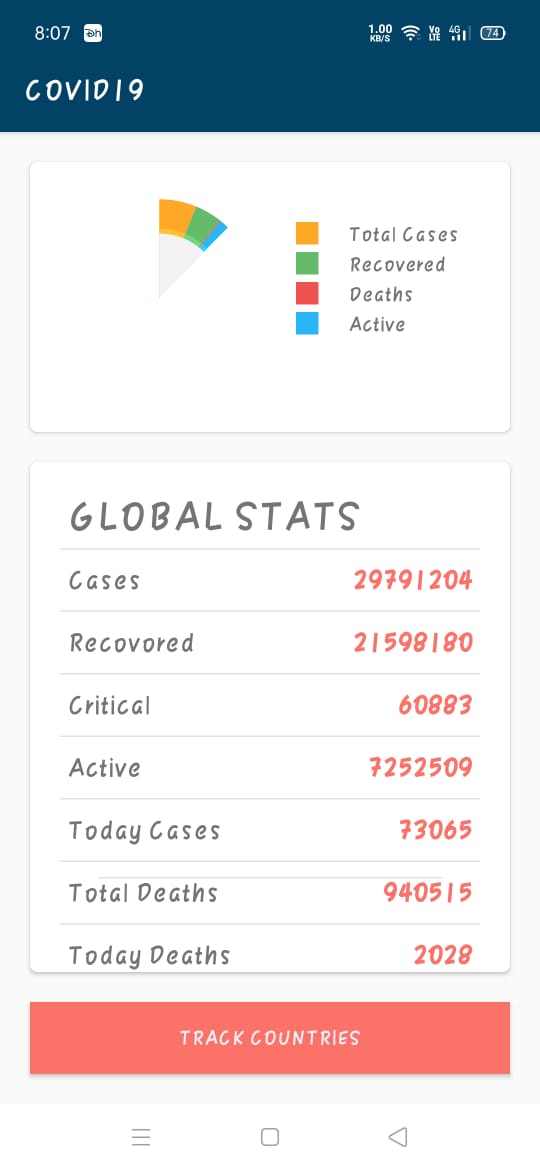 8:07 1.00 KB/S Vo LTE 4G 74
COVID19
Total Cases
Recovered
Deaths
Active
GLOBAL STATS
Cases 29791204
Recovored 21598180
Critical 60883
Active 7252509
Today Cases 73065
Total Deaths 940515
Today Deaths 2028
TRACK COUNTRIES